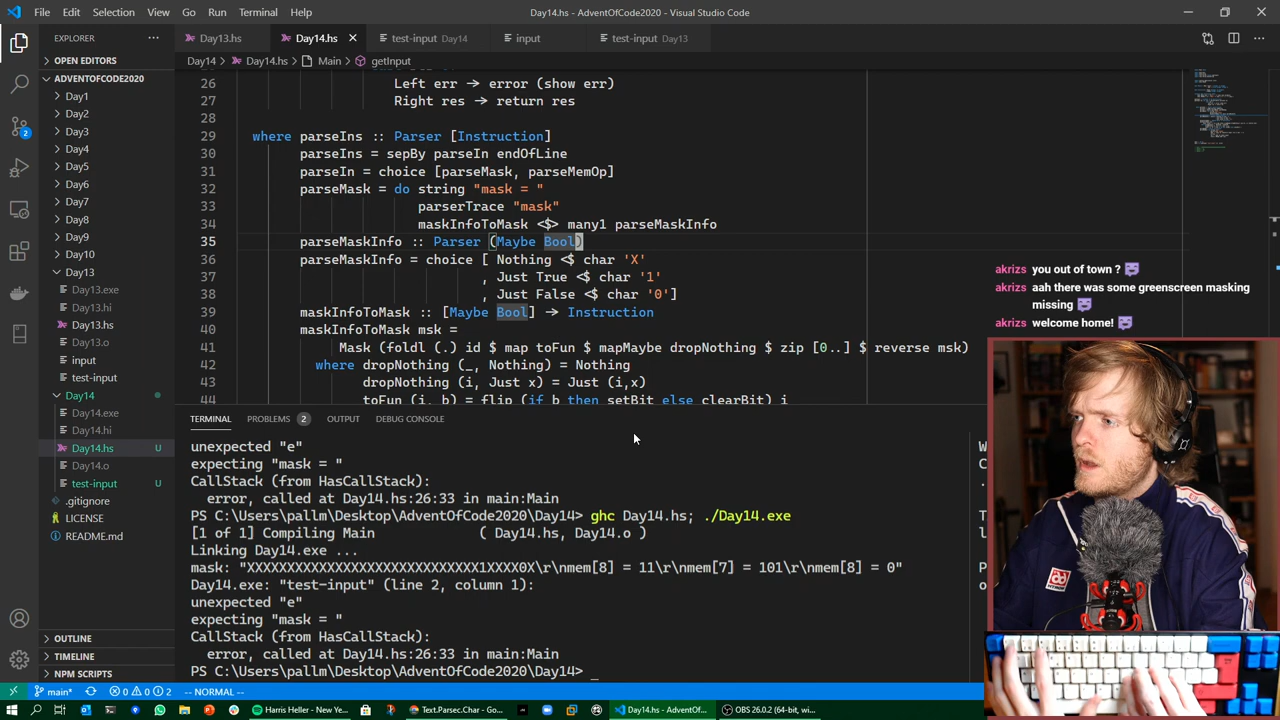 File Edit Selection View Go Run Terminal Help
Day14.hs - AdventOfCode2020 - Visual Studio Code
EXPLORER
Day13.hs
Day14.hs
test-input Day14
input
test-input Day13
OPEN EDITORS
Day14 > Day14.hs > Main > getInput
ADVENTOFCODE2020
Day1
Day2
Day3
Day4
Day5
Day6
Day7
Day8
Day9
Day10
Day13
Day13.exe
Day13.hi
Day13.hs
Day13.o
input
test-input
Day14
Day14.exe
Day14.hi
Day14.hs U
Day14.o
test-input U
.gitignore
LICENSE
README.md
OUTLINE
TIMELINE
NPM SCRIPTS
26 Left err → error (show err)
27 Right res → return res
28
29 where parseIns :: Parser [Instruction]
30 parseIns = sepBy parseIn endOfLine
31 parseIn = choice [parseMask, parseMemOp]
32 parseMask = do string "mask = "
33 parserTrace "mask"
34 maskInfoToMask <$> many1 parseMaskInfo
35 parseMaskInfo :: Parser (Maybe Bool)
36 parseMaskInfo = choice [ Nothing <$ char 'X'
37 , Just True <$ char '1'
38 , Just False <$ char '0']
39 maskInfoToMask :: [Maybe Bool] → Instruction
40 maskInfoToMask msk =
41 Mask (foldl (.) id $ map toFun $ mapMaybe dropNothing $ zip [0..] $ reverse msk)
42 where dropNothing (_, Nothing) = Nothing
43 dropNothing (i, Just x) = Just (i,x)
44 toFun (i, b) = flip (if b then setBit else clearBit) i
akrizs you out of town ?
akrizs aah there was some greenscreen masking missing
akrizs welcome home!
TERMINAL PROBLEMS 2 OUTPUT DEBUG CONSOLE
unexpected "e"
expecting "mask = "
CallStack (from HasCallStack):
error, called at Day14.hs:26:33 in main:Main
PS C:\Users\pallm\Desktop\AdventOfCode2020\Day14> ghc Day14.hs; ./Day14.exe
[1 of 1] Compiling Main ( Day14.hs, Day14.o )
Linking Day14.exe ...
mask: "XXXXXXXXXXXXXXXXXXXXXXXXXXXXX1XXXX0X\r\nmem[8] = 11\r\nmem[7] = 101\r\nmem[8] = 0"
Day14.exe: "test-input" (line 2, column 1):
unexpected "e"
expecting "mask = "
CallStack (from HasCallStack):
error, called at Day14.hs:26:33 in main:Main
PS C:\Users\pallm\Desktop\AdventOfCode2020\Day14> _
main* 0 0 2 -- NORMAL --
Harris Heller - New Ye...
Text.Parsec.Char - Go...
Day14.hs - AdventOf...
OBS 26.0.2 (64-bit, w...